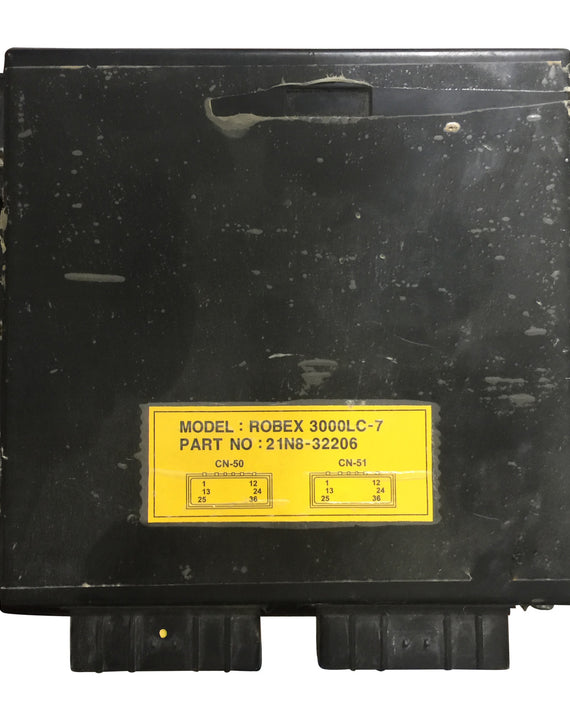 MODEL : ROBEX 3000LC-7
PART NO : 21N8-32206
CN-50 CN-51
1 12 1 12
13 24 13 24
25 36 25 36